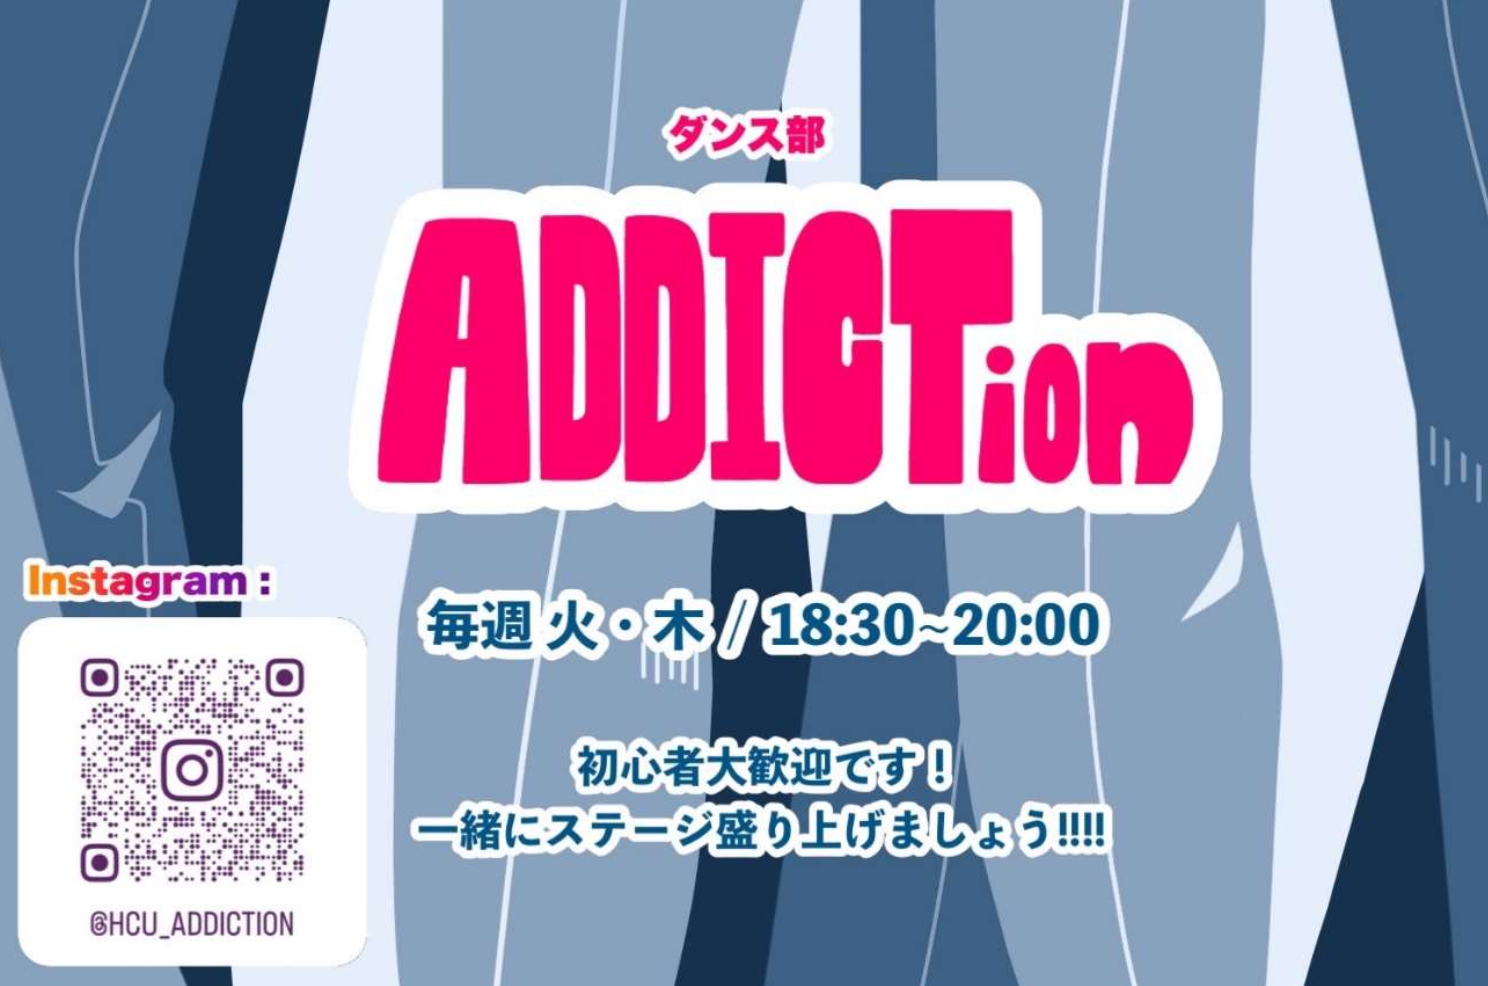 ダンス部
ADDICTion
Instagram :
毎週 火・木 / 18:30~20:00
初心者大歓迎です！
一緒にステージ盛り上げましょう!!!!
@HCU_ADDICTION